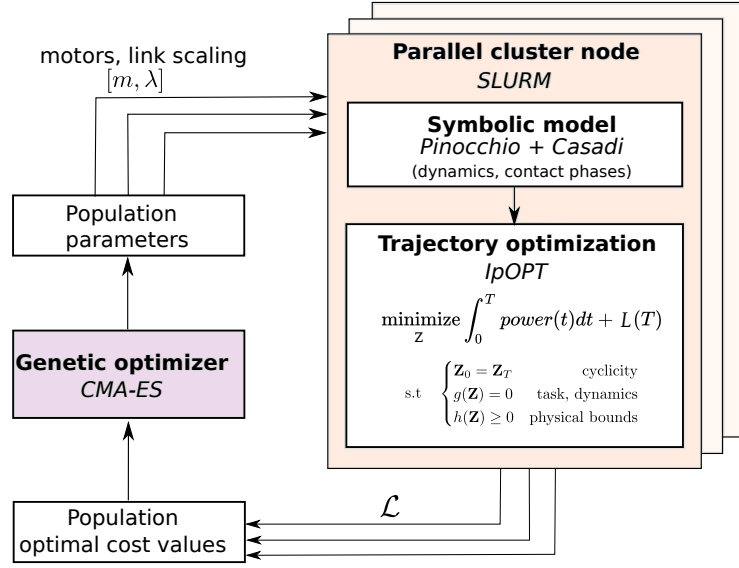 motors, link scaling
[m, λ]
Parallel cluster node
SLURM
Symbolic model
Pinocchio + Casadi
(dynamics, contact phases)
Population
parameters
Trajectory optimization
IpOPT
minimize ∫₀ᵀ power(t)dt + L(T)
Z
s.t { Z₀ = Z_T cyclicity
g(Z) = 0 task, dynamics
h(Z) ≥ 0 physical bounds
Genetic optimizer
CMA-ES
ℒ
Population
optimal cost values